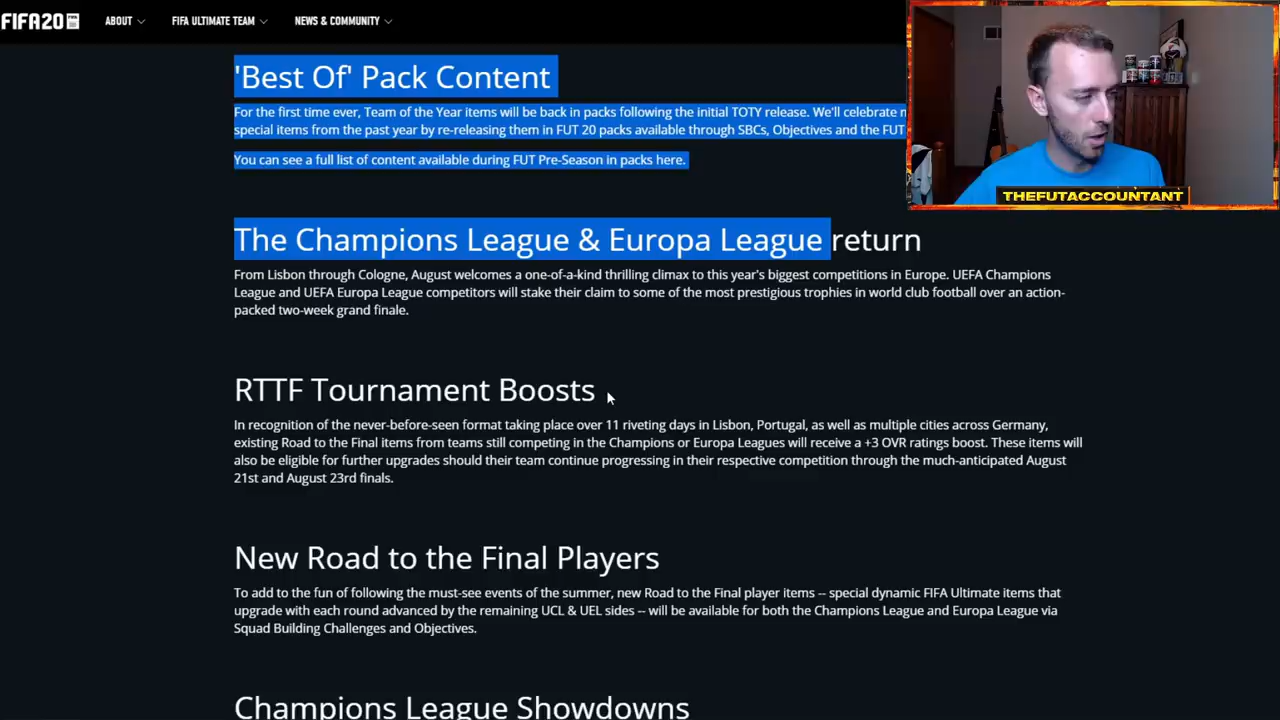 FIFA20
ABOUT
FIFA ULTIMATE TEAM
NEWS & COMMUNITY
'Best Of' Pack Content
For the first time ever, Team of the Year items will be back in packs following the initial TOTY release. We'll celebrate
special items from the past year by re-releasing them in FUT 20 packs available through SBCs, Objectives and the FUT
You can see a full list of content available during FUT Pre-Season in packs here.
THEFUTACCOUNTANT
The Champions League & Europa League return
From Lisbon through Cologne, August welcomes a one-of-a-kind thrilling climax to this year's biggest competitions in Europe. UEFA Champions
League and UEFA Europa League competitors will stake their claim to some of the most prestigious trophies in world club football over an action-
packed two-week grand finale.
RTTF Tournament Boosts
In recognition of the never-before-seen format taking place over 11 riveting days in Lisbon, Portugal, as well as multiple cities across Germany,
existing Road to the Final items from teams still competing in the Champions or Europa Leagues will receive a +3 OVR ratings boost. These items will
also be eligible for further upgrades should their team continue progressing in their respective competition through the much-anticipated August
21st and August 23rd finals.
New Road to the Final Players
To add to the fun of following the must-see events of the summer, new Road to the Final player items -- special dynamic FIFA Ultimate items that
upgrade with each round advanced by the remaining UCL & UEL sides -- will be available for both the Champions League and Europa League via
Squad Building Challenges and Objectives.
Champions League Showdowns